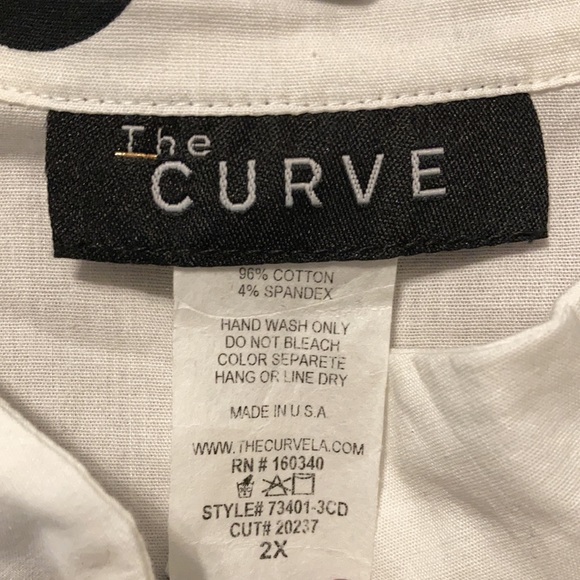 The
CURVE
96% COTTON
4% SPANDEX
HAND WASH ONLY
DO NOT BLEACH
COLOR SEPARETE
HANG OR LINE DRY
MADE IN U.S.A
WWW.THECURVELA.COM
RN # 160340
STYLE# 73401-3CD
CUT# 20237
2X